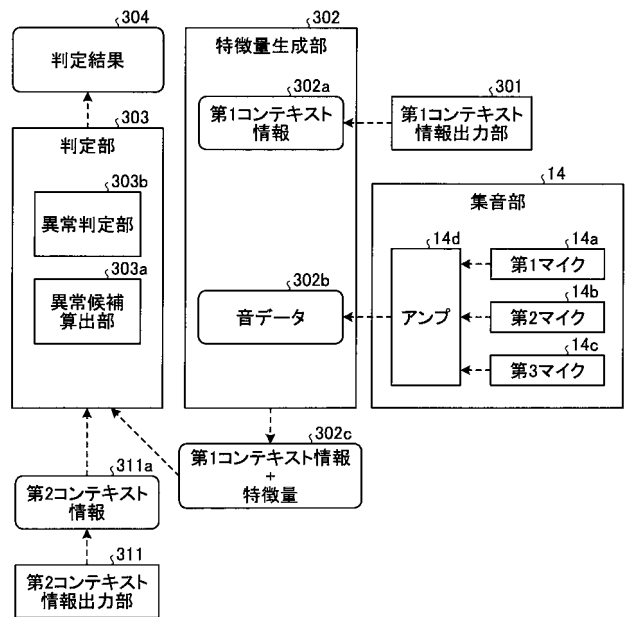 304
判定結果
303
判定部
303b
異常判定部
303a
異常候補
算出部
311a
第2コンテキスト
情報
311
第2コンテキスト
情報出力部
302
特徴量生成部
302a
第1コンテキスト
情報
302b
音データ
302c
第1コンテキスト情報
+
特徴量
301
第1コンテキスト
情報出力部
14
集音部
14d
アンプ
14a
第1マイク
14b
第2マイク
14c
第3マイク